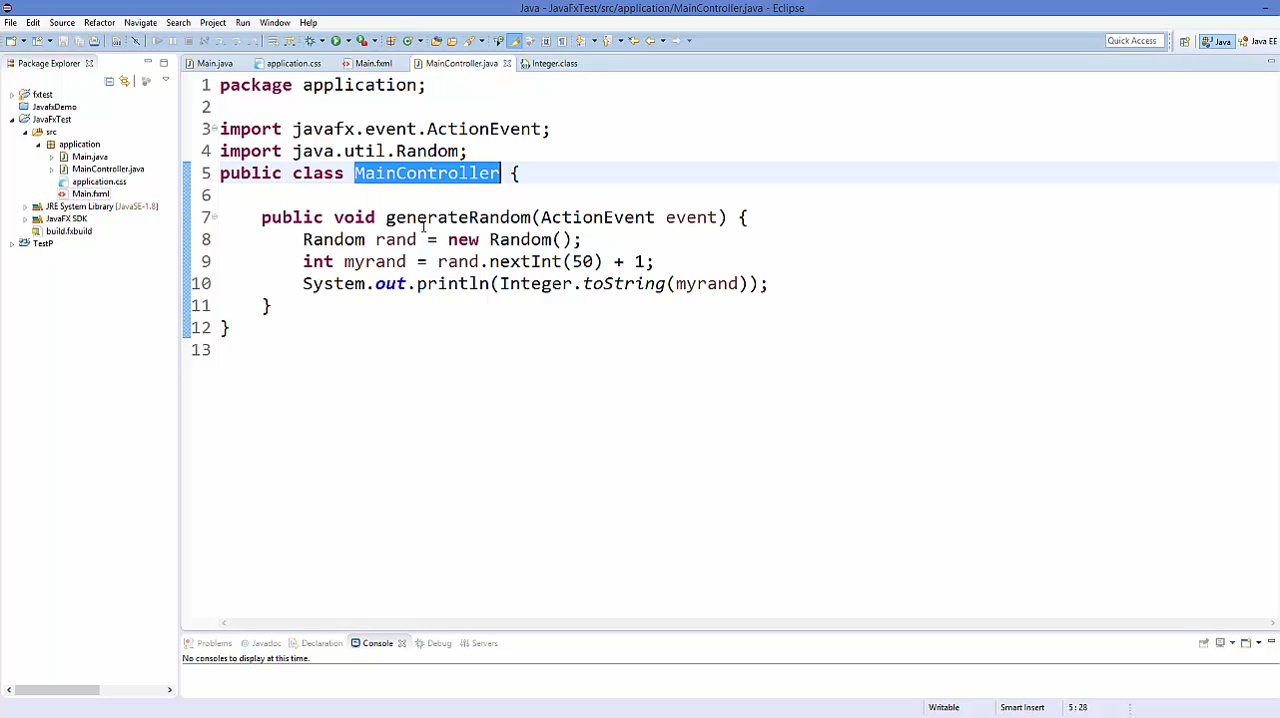 Java - JavaFxTest/src/application/MainController.java - Eclipse
File Edit Source Refactor Navigate Search Project Run Window Help
Quick Access Java Java EE
Package Explorer Main.java application.css Main.fxml MainController.java Integer.class
fxtest
JavafxDemo
JavaFxTest
src
application
Main.java
MainController.java
application.css
Main.fxml
JRE System Library [JavaSE-1.8]
JavaFX SDK
build.fxbuild
TestP
1 package application;
2
3 import javafx.event.ActionEvent;
4 import java.util.Random;
5 public class MainController {
6
7 public void generateRandom(ActionEvent event) {
8 Random rand = new Random();
9 int myrand = rand.nextInt(50) + 1;
10 System.out.println(Integer.toString(myrand));
11 }
12 }
13
Problems Javadoc Declaration Console Debug Servers
No consoles to display at this time.
Writable Smart Insert 5 : 28